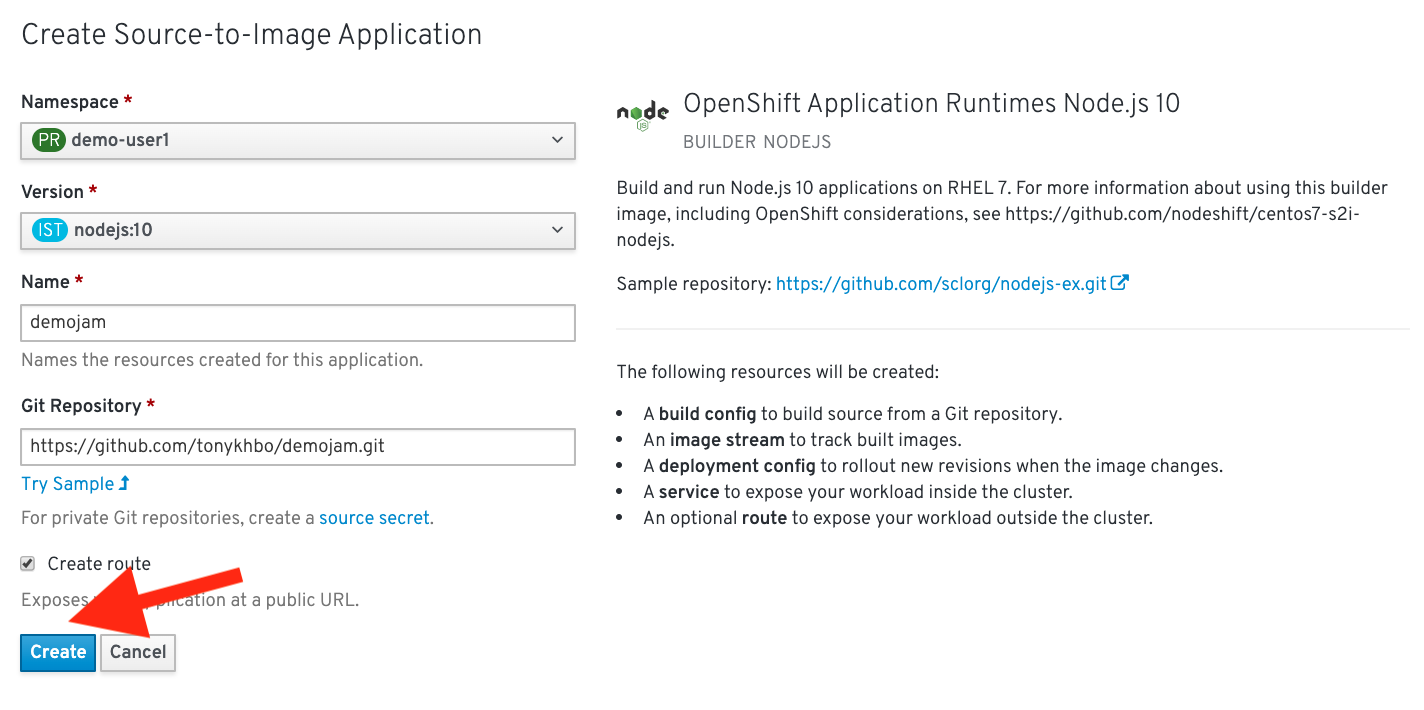 Create Source-to-Image Application
Namespace *
PR demo-user1
Version *
IST nodejs:10
Name *
demojam
Names the resources created for this application.
Git Repository *
https://github.com/tonykhbo/demojam.git
Try Sample
For private Git repositories, create a source secret.
Create route
Exposes application at a public URL.
Create Cancel
node
JS
OpenShift Application Runtimes Node.js 10
BUILDER NODEJS
Build and run Node.js 10 applications on RHEL 7. For more information about using this builder
image, including OpenShift considerations, see https://github.com/nodeshift/centos7-s2i-
nodejs.
Sample repository: https://github.com/sclorg/nodejs-ex.git
The following resources will be created:
• A build config to build source from a Git repository.
• An image stream to track built images.
• A deployment config to rollout new revisions when the image changes.
• A service to expose your workload inside the cluster.
• An optional route to expose your workload outside the cluster.